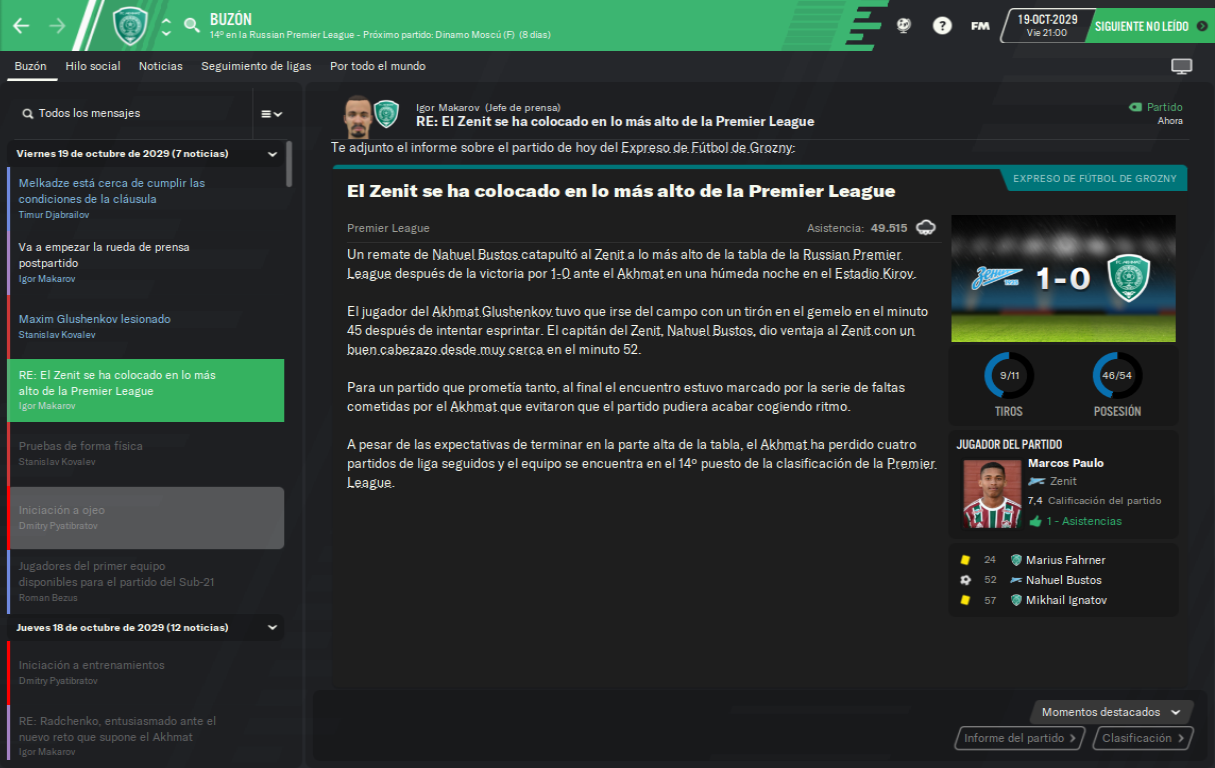 BUZÓN
14º en la Russian Premier League - Próximo partido: Dinamo Moscú (F) (8 días)
?
FM
19-OCT-2029
Vie 21:00
SIGUIENTE NO LEÍDO
Buzón
Hilo social
Noticias
Seguimiento de ligas
Por todo el mundo
Todos los mensajes
Viernes 19 de octubre de 2029 (7 noticias)
Melkadze está cerca de cumplir las
condiciones de la cláusula
Timur Djabrailov
Va a empezar la rueda de prensa
postpartido
Igor Makarov
Maxim Glushenkov lesionado
Stanislav Kovalev
RE: El Zenit se ha colocado en lo más
alto de la Premier League
Igor Makarov
Pruebas de forma física
Stanislav Kovalev
Iniciación a ojeo
Dmitry Pyatibratov
Jugadores del primer equipo
disponibles para el partido del Sub-21
Roman Bezus
Jueves 18 de octubre de 2029 (12 noticias)
Iniciación a entrenamientos
Dmitry Pyatibratov
RE: Radchenko, entusiasmado ante el
nuevo reto que supone el Akhmat
Igor Makarov
Igor Makarov (Jefe de prensa)
RE: El Zenit se ha colocado en lo más alto de la Premier League
Partido
Ahora
Te adjunto el informe sobre el partido de hoy del Expreso de Fútbol de Grozny:
El Zenit se ha colocado en lo más alto de la Premier League
EXPRESO DE FÚTBOL DE GROZNY
Premier League
Asistencia: 49.515
Un remate de Nahuel Bustos catapultó al Zenit a lo más alto de la tabla de la Russian Premier
League después de la victoria por 1-0 ante el Akhmat en una húmeda noche en el Estadio Kirov.
El jugador del Akhmat Glushenkov tuvo que irse del campo con un tirón en el gemelo en el minuto
45 después de intentar esprintar. El capitán del Zenit, Nahuel Bustos, dio ventaja al Zenit con un
buen cabezazo desde muy cerca en el minuto 52.
Para un partido que prometía tanto, al final el encuentro estuvo marcado por la serie de faltas
cometidas por el Akhmat que evitaron que el partido pudiera acabar cogiendo ritmo.
A pesar de las expectativas de terminar en la parte alta de la tabla, el Akhmat ha perdido cuatro
partidos de liga seguidos y el equipo se encuentra en el 14º puesto de la clasificación de la Premier
League.
1-0
9/11
46/54
TIROS
POSESIÓN
JUGADOR DEL PARTIDO
Marcos Paulo
Zenit
7,4 Calificación del partido
1 - Asistencias
24 Marius Fahrner
52 Nahuel Bustos
57 Mikhail Ignatov
Momentos destacados
Informe del partido
Clasificación